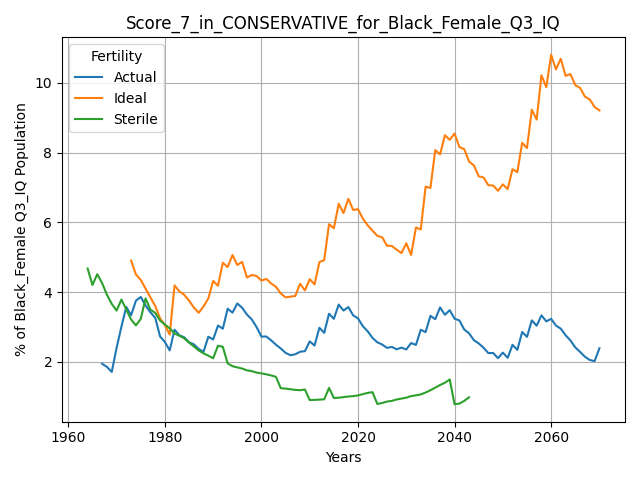 Score_7_in_CONSERVATIVE_for_Black_Female_Q3_IQ
Fertility
Actual
Ideal
Sterile
% of Black_Female Q3_IQ Population
10
8
6
4
2
1960
1980
2000
2020
2040
2060
Years